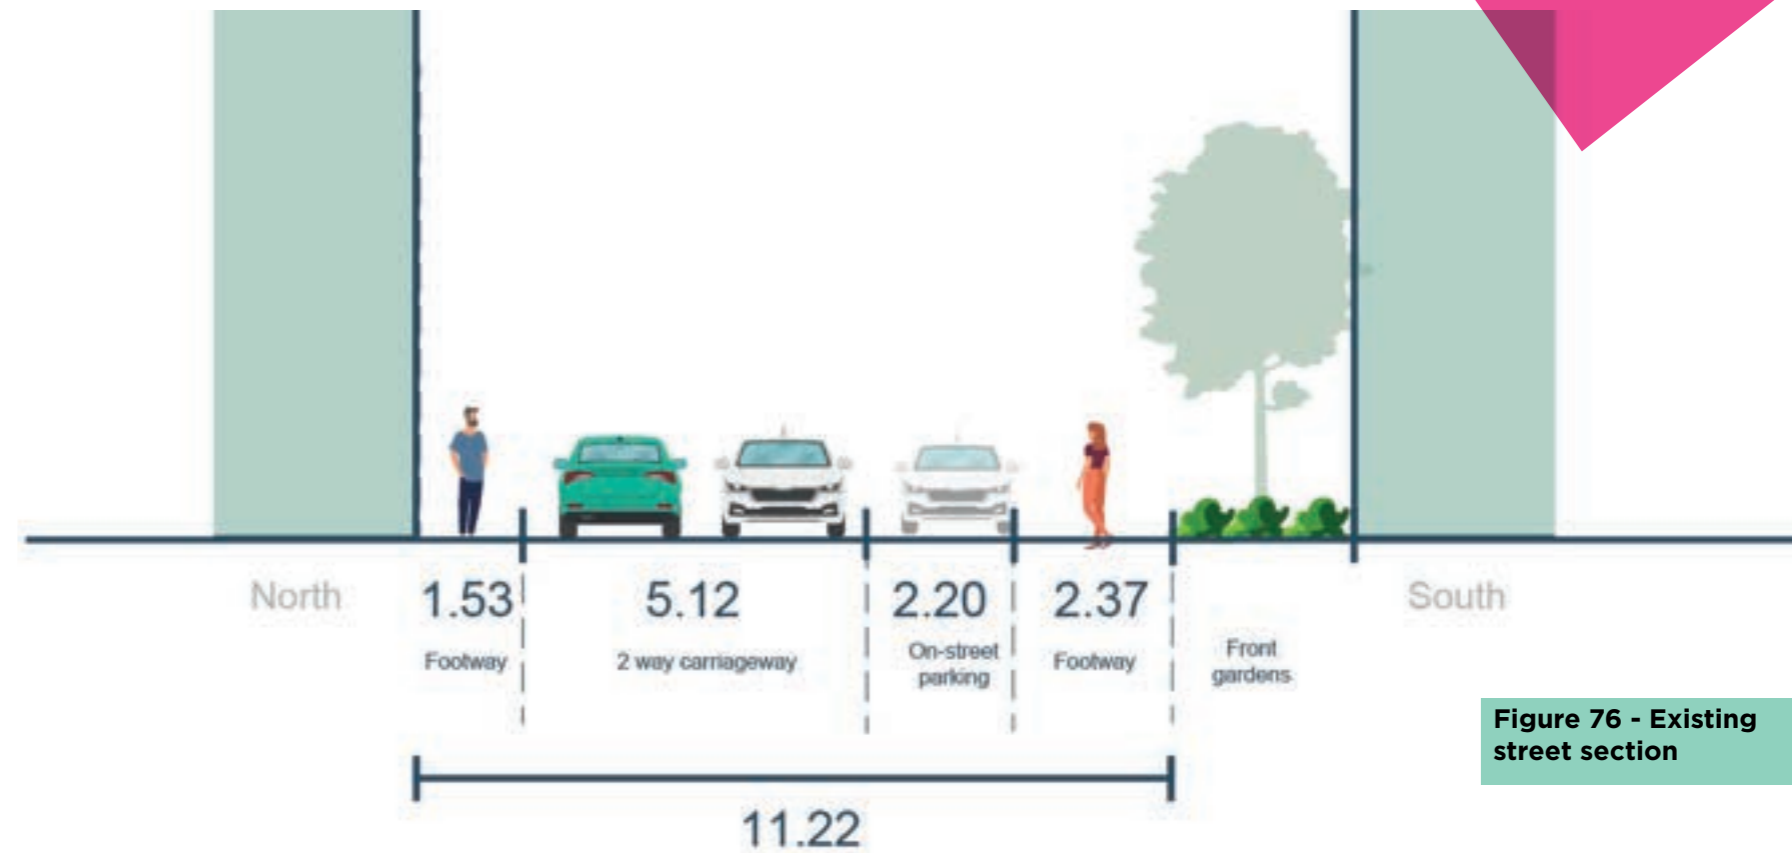 North
1.53
5.12
2.20
2.37
South
Footway
2 way carriageway
On-street
parking
Footway
Front
gardens
Figure 76 - Existing
street section
11.22